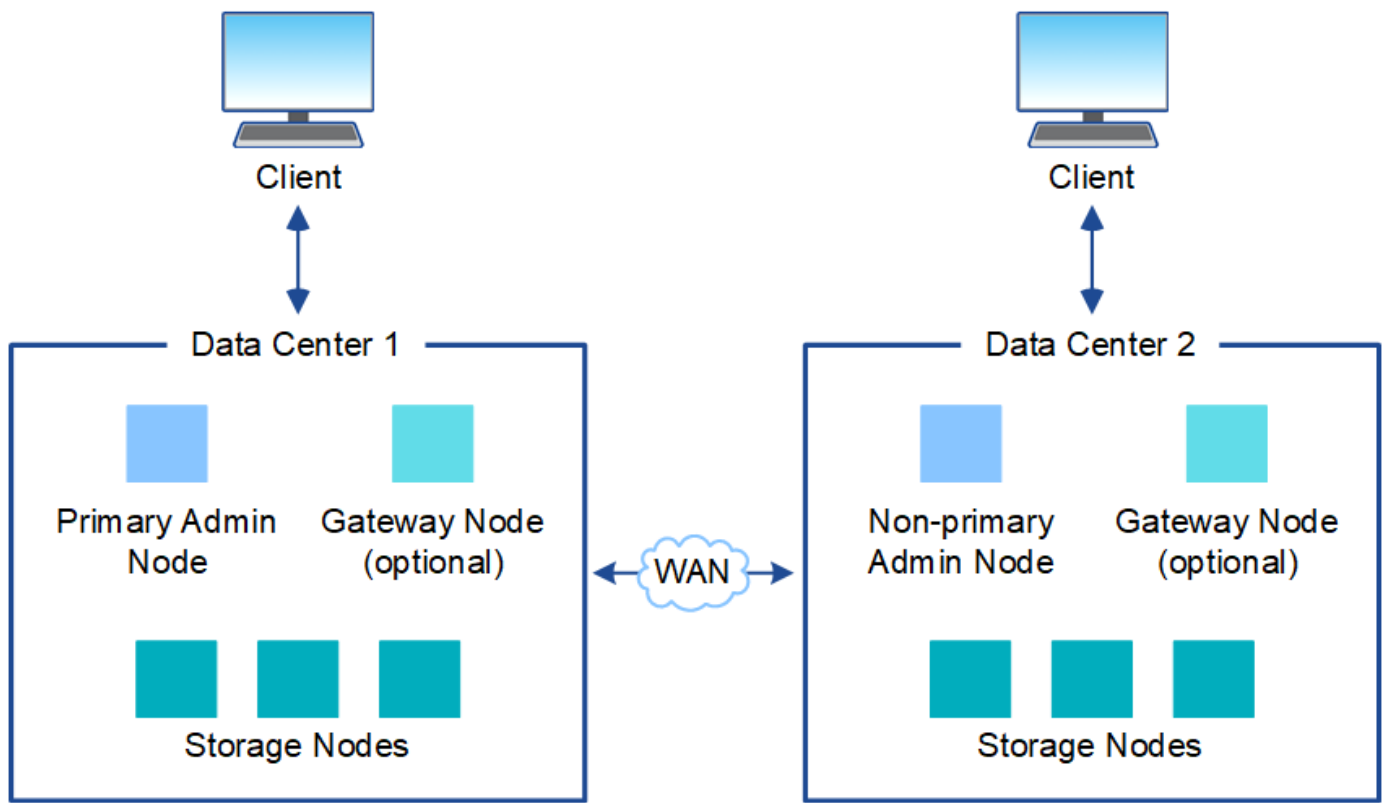 Client
Client
Data Center 1
Data Center 2
Primary Admin
Node
Gateway Node
(optional)
Non-primary
Admin Node
Gateway Node
(optional)
WAN
Storage Nodes
Storage Nodes